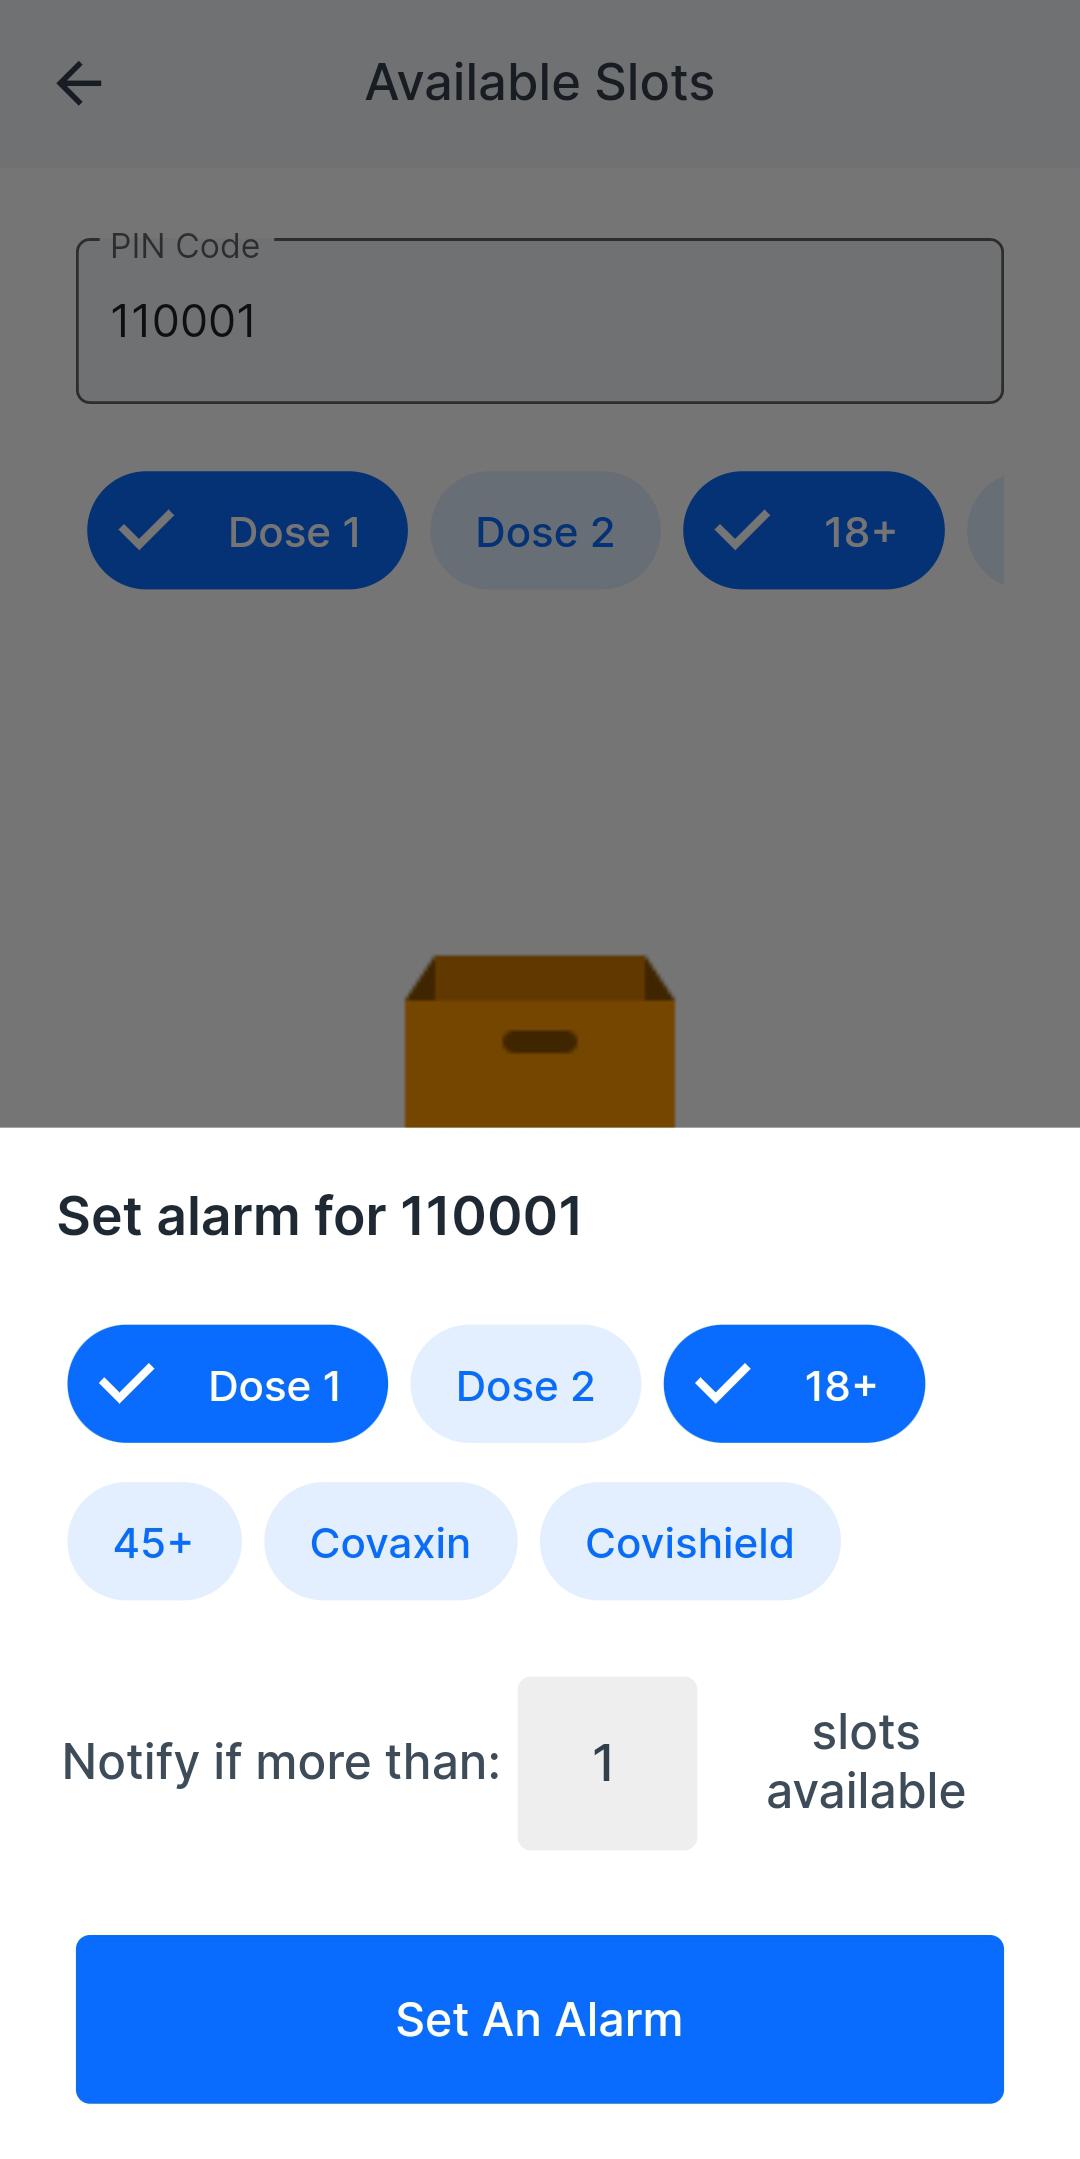 Available Slots
PIN Code
110001
Dose 1 Dose 2 18+
Set alarm for 110001
Dose 1 Dose 2 18+
45+ Covaxin Covishield
Notify if more than: 1 slots
available
Set An Alarm